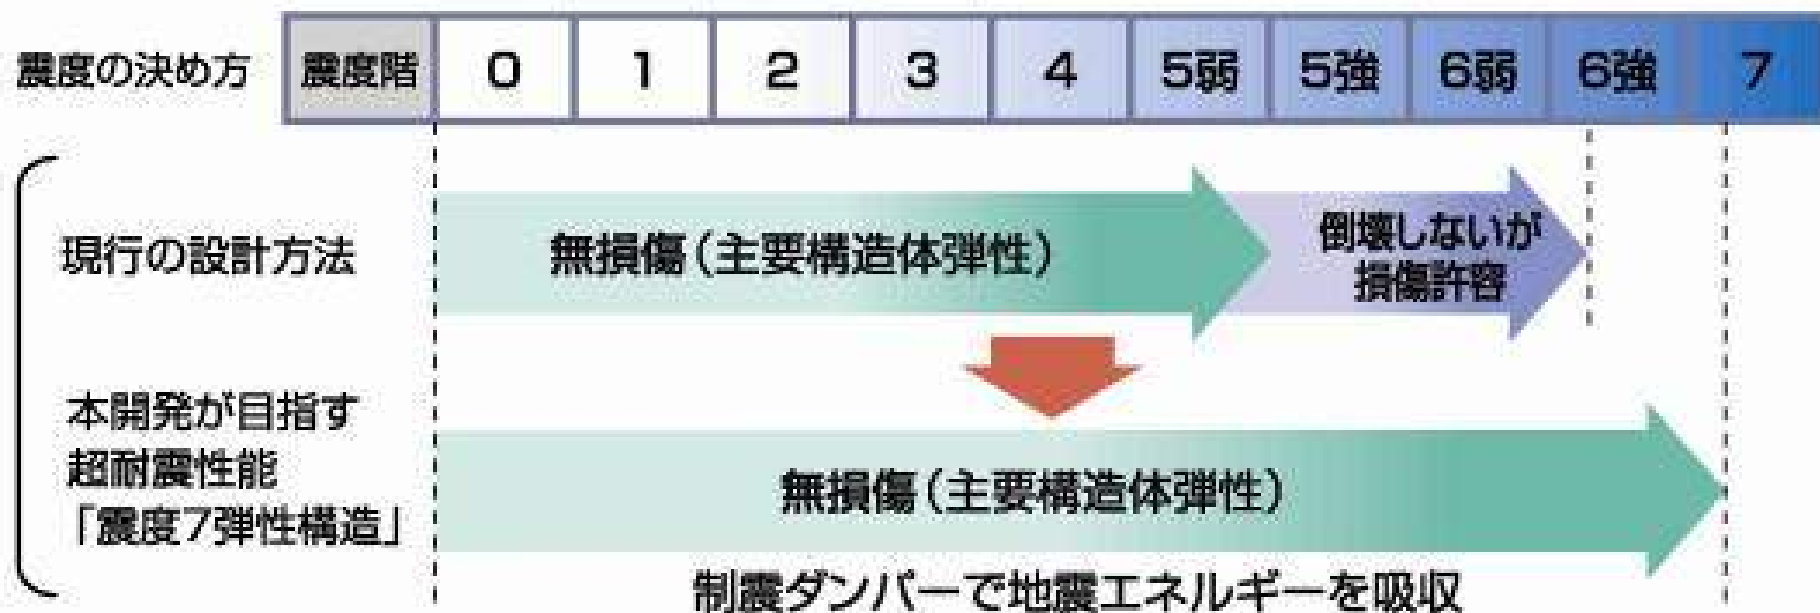 震度の決め方 震度階 0 1 2 3 4 5弱 5強 6弱 6強 7
現行の設計方法
無損傷(主要構造体弾性)
倒壊しないが
損傷許容
本開発が目指す
超耐震性能
「震度7弾性構造」
無損傷(主要構造体弾性)
制震ダンパーで地震エネルギーを吸収